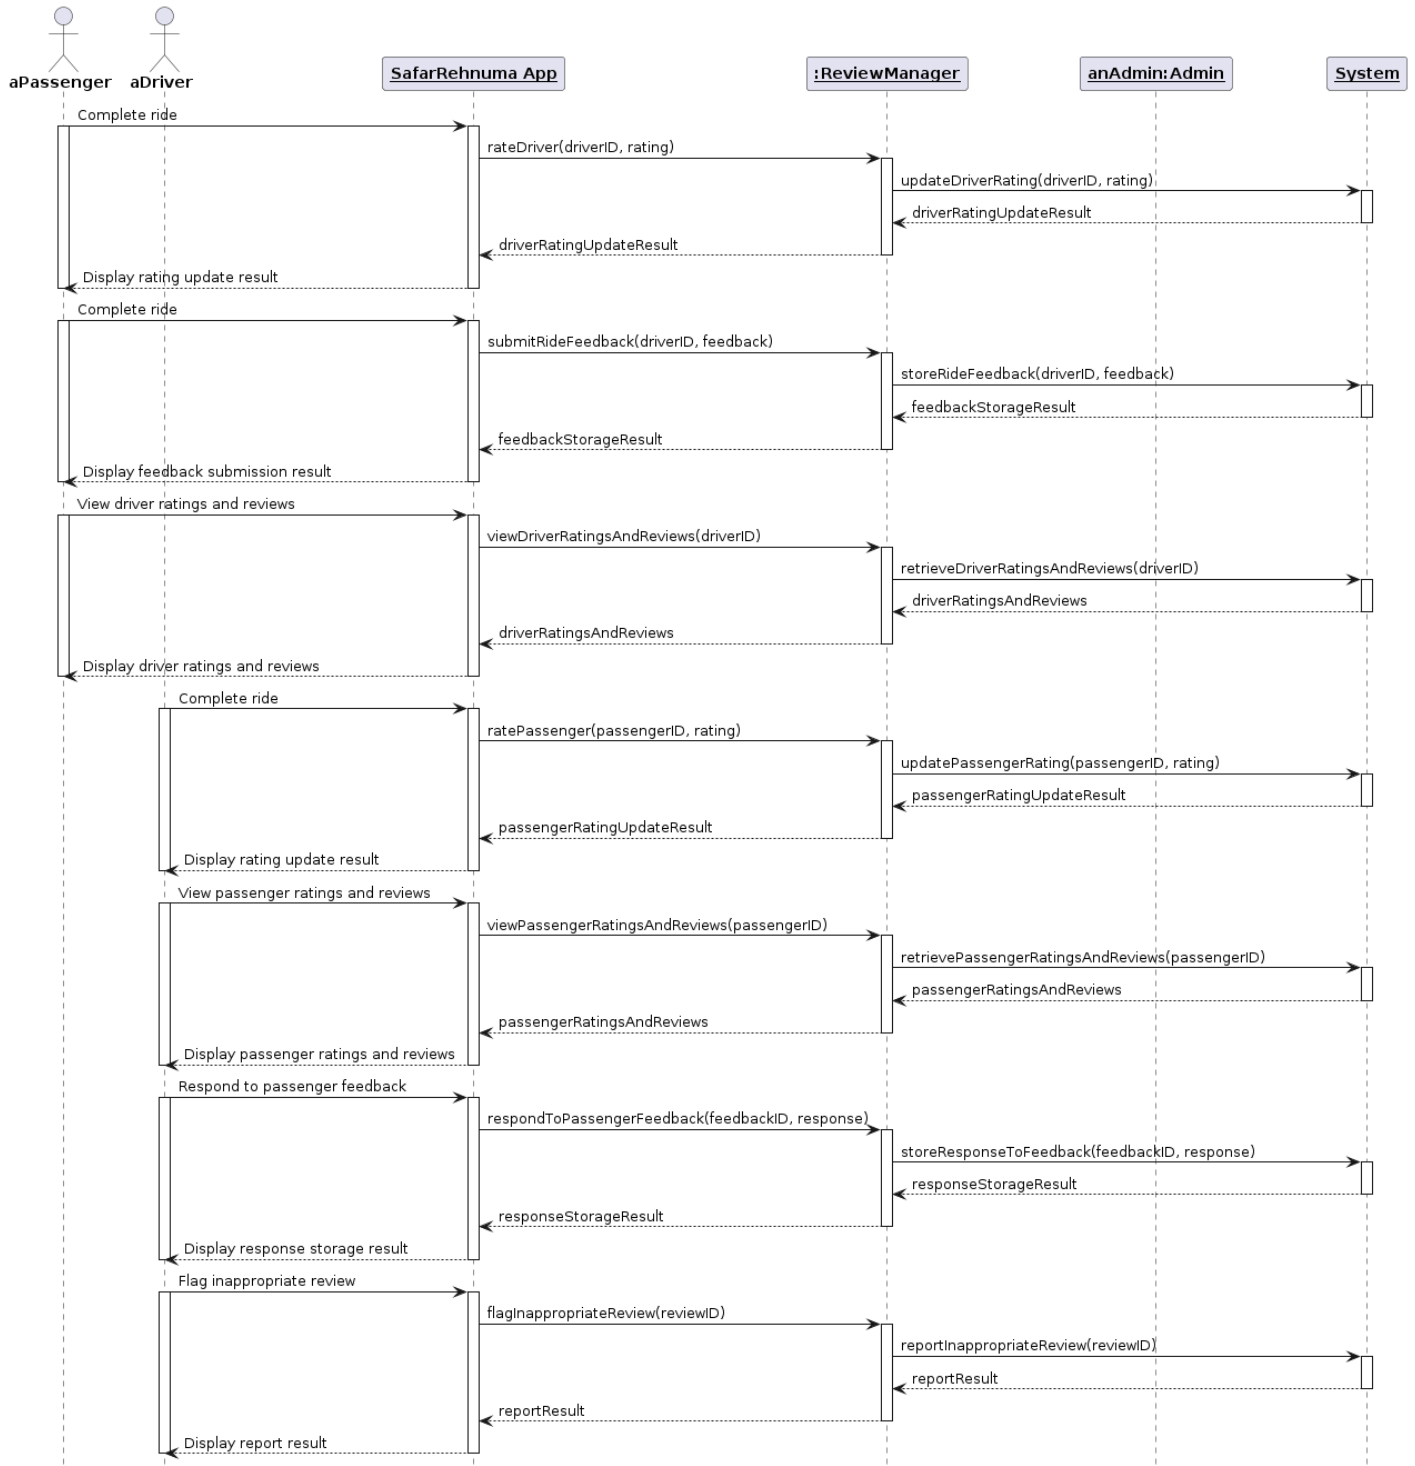 aPassenger
aDriver
SafarRehnuma App
:ReviewManager
anAdmin:Admin
System
Complete ride
rateDriver(driverID, rating)
updateDriverRating(driverID, rating)
driverRatingUpdateResult
driverRatingUpdateResult
Display rating update result
Complete ride
submitRideFeedback(driverID, feedback)
storeRideFeedback(driverID, feedback)
feedbackStorageResult
feedbackStorageResult
Display feedback submission result
View driver ratings and reviews
viewDriverRatingsAndReviews(driverID)
retrieveDriverRatingsAndReviews(driverID)
driverRatingsAndReviews
driverRatingsAndReviews
Display driver ratings and reviews
Complete ride
ratePassenger(passengerID, rating)
updatePassengerRating(passengerID, rating)
passengerRatingUpdateResult
passengerRatingUpdateResult
Display rating update result
View passenger ratings and reviews
viewPassengerRatingsAndReviews(passengerID)
retrievePassengerRatingsAndReviews(passengerID)
passengerRatingsAndReviews
passengerRatingsAndReviews
Display passenger ratings and reviews
Respond to passenger feedback
respondToPassengerFeedback(feedbackID, response)
storeResponseToFeedback(feedbackID, response)
responseStorageResult
responseStorageResult
Display response storage result
Flag inappropriate review
flagInappropriateReview(reviewID)
reportInappropriateReview(reviewID)
reportResult
reportResult
Display report result